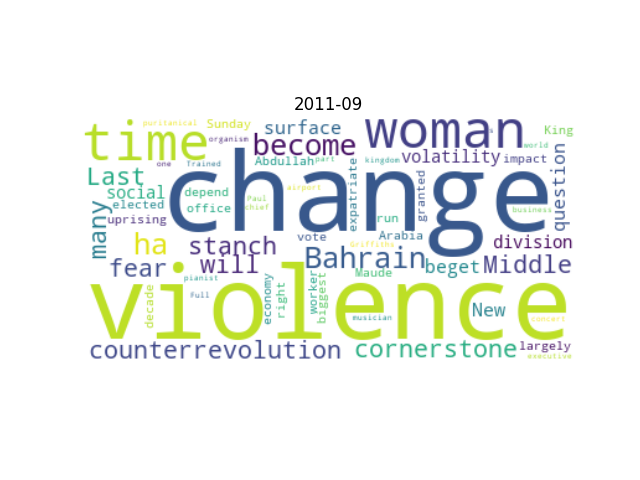 2011-09
puritanical Sunday surface woman King
time organism become volatility impact
one Trained Abdullah part kingdom world
Last change question
social depend Paul airport expatriate granted
many elected office chief run business
uprising vote Griffiths Arabia division
ha stanch Bahrain
fear will Maude beget Middle
pianist worker
violence
decade Full economy right biggest musician New concert
counterrevolution cornerstone largely
executive